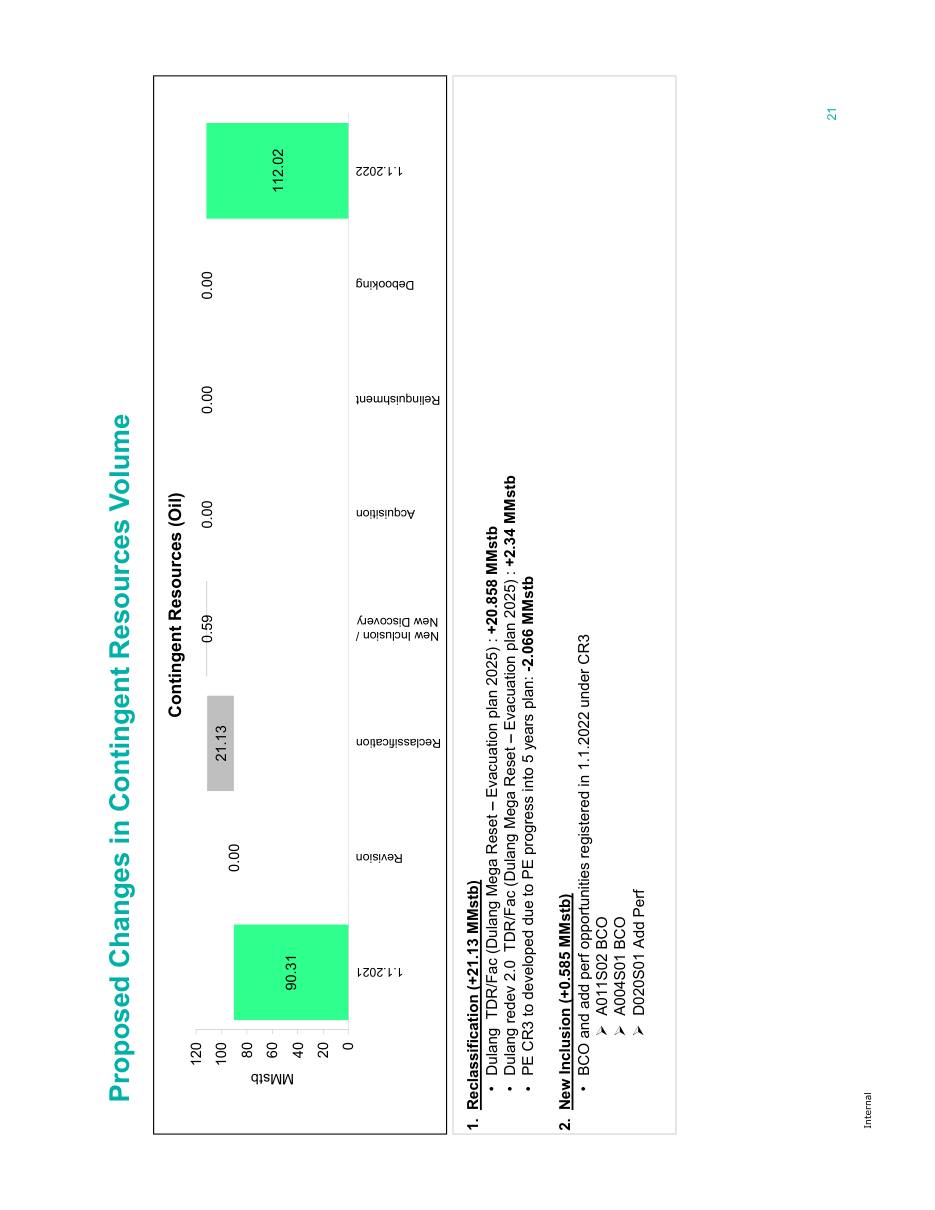 Proposed Changes in Contingent Resources Volume
Contingent Resources (Oil)
MMstb
120
100
80
60
40
20
0
90.31
0.00
21.13
0.59
0.00
0.00
0.00
112.02
1.1.2021
Revision
Reclassification
New Inclusion /
New Discovery
Acquisition
Relinquishment
Debooking
1.1.2022
1. Reclassification (+21.13 MMstb)
• Dulang TDR/Fac (Dulang Mega Reset – Evacuation plan 2025) : +20.858 MMstb
• Dulang redev 2.0 TDR/Fac (Dulang Mega Reset – Evacuation plan 2025) : +2.34 MMstb
• PE CR3 to developed due to PE progress into 5 years plan: -2.066 MMstb
2. New Inclusion (+0.585 MMstb)
• BCO and add perf opportunities registered in 1.1.2022 under CR3
➢ A011S02 BCO
➢ A004S01 BCO
➢ D020S01 Add Perf
Internal
21